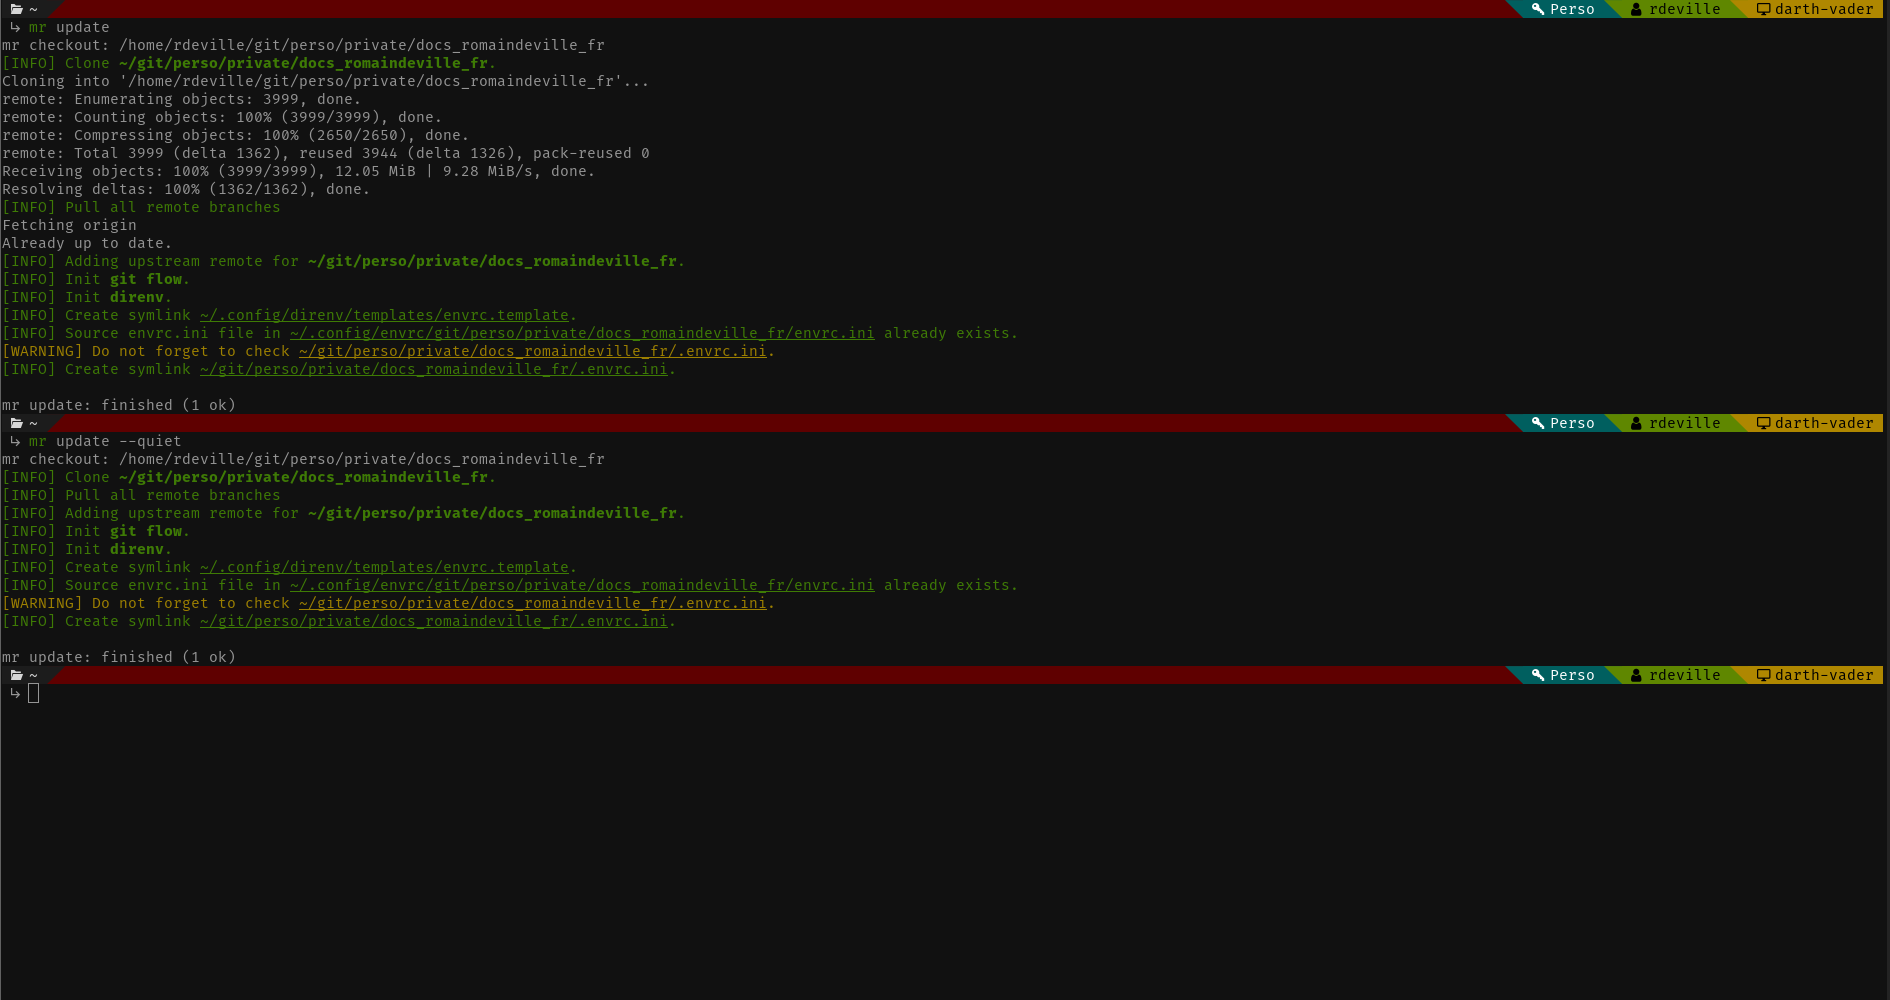 ~ Perso rdeville darth-vader
↳ mr update
mr checkout: /home/rdeville/git/perso/private/docs_romaindeville_fr
[INFO] Clone ~/git/perso/private/docs_romaindeville_fr.
Cloning into '/home/rdeville/git/perso/private/docs_romaindeville_fr'...
remote: Enumerating objects: 3999, done.
remote: Counting objects: 100% (3999/3999), done.
remote: Compressing objects: 100% (2650/2650), done.
remote: Total 3999 (delta 1362), reused 3944 (delta 1326), pack-reused 0
Receiving objects: 100% (3999/3999), 12.05 MiB | 9.28 MiB/s, done.
Resolving deltas: 100% (1362/1362), done.
[INFO] Pull all remote branches
Fetching origin
Already up to date.
[INFO] Adding upstream remote for ~/git/perso/private/docs_romaindeville_fr.
[INFO] Init git flow.
[INFO] Init direnv.
[INFO] Create symlink ~/.config/direnv/templates/envrc.template.
[INFO] Source envrc.ini file in ~/.config/envrc/git/perso/private/docs_romaindeville_fr/envrc.ini already exists.
[WARNING] Do not forget to check ~/git/perso/private/docs_romaindeville_fr/.envrc.ini.
[INFO] Create symlink ~/git/perso/private/docs_romaindeville_fr/.envrc.ini.
mr update: finished (1 ok)
~ Perso rdeville darth-vader
↳ mr update --quiet
mr checkout: /home/rdeville/git/perso/private/docs_romaindeville_fr
[INFO] Clone ~/git/perso/private/docs_romaindeville_fr.
[INFO] Pull all remote branches
[INFO] Adding upstream remote for ~/git/perso/private/docs_romaindeville_fr.
[INFO] Init git flow.
[INFO] Init direnv.
[INFO] Create symlink ~/.config/direnv/templates/envrc.template.
[INFO] Source envrc.ini file in ~/.config/envrc/git/perso/private/docs_romaindeville_fr/envrc.ini already exists.
[WARNING] Do not forget to check ~/git/perso/private/docs_romaindeville_fr/.envrc.ini.
[INFO] Create symlink ~/git/perso/private/docs_romaindeville_fr/.envrc.ini.
mr update: finished (1 ok)
~ Perso rdeville darth-vader
↳